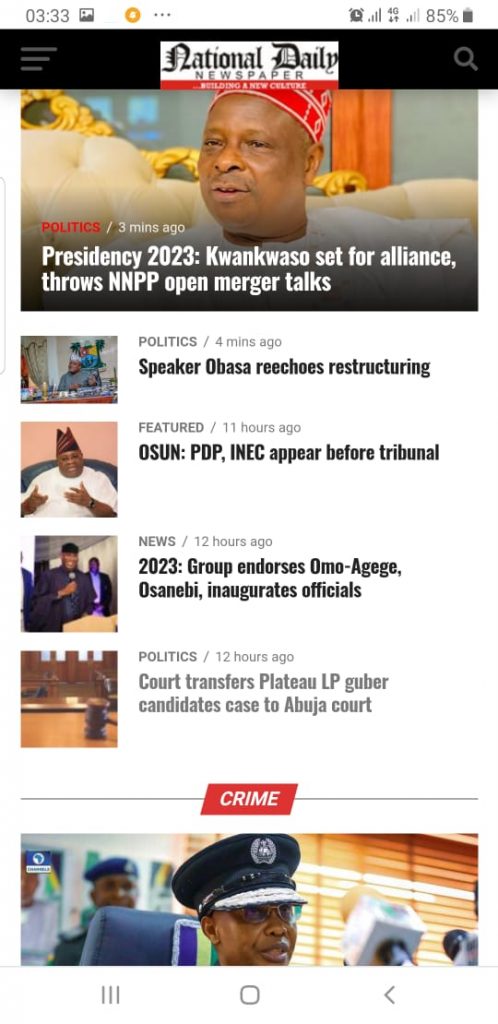 03:33
4G
85%
National Daily
NEWSPAPER
...BUILDING A NEW CULTURE
POLITICS / 3 mins ago
Presidency 2023: Kwankwaso set for alliance,
throws NNPP open merger talks
POLITICS / 4 mins ago
Speaker Obasa reechoes restructuring
FEATURED / 11 hours ago
OSUN: PDP, INEC appear before tribunal
NEWS / 12 hours ago
2023: Group endorses Omo-Agege,
Osanebi, inaugurates officials
POLITICS / 12 hours ago
Court transfers Plateau LP guber
candidates case to Abuja court
CRIME
CHANNELS